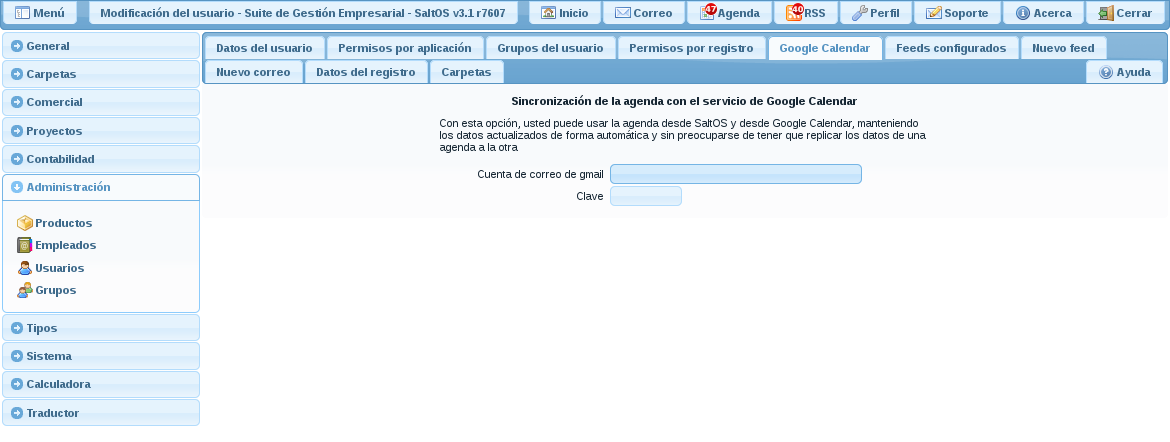 Menú
Modificación del usuario - Suite de Gestión Empresarial - SaltOS v3.1 r7607
Inicio
Correo
47
Agenda
40
RSS
Perfil
Soporte
Acerca
Cerrar
General
Carpetas
Comercial
Proyectos
Contabilidad
Administración
Productos
Empleados
Usuarios
Grupos
Tipos
Sistema
Calculadora
Traductor
Datos del usuario
Permisos por aplicación
Grupos del usuario
Permisos por registro
Google Calendar
Feeds configurados
Nuevo feed
Nuevo correo
Datos del registro
Carpetas
Ayuda
Sincronización de la agenda con el servicio de Google Calendar
Con esta opción, usted puede usar la agenda desde SaltOS y desde Google Calendar, manteniendo
los datos actualizados de forma automática y sin preocuparse de tener que replicar los datos de una
agenda a la otra
Cuenta de correo de gmail
Clave